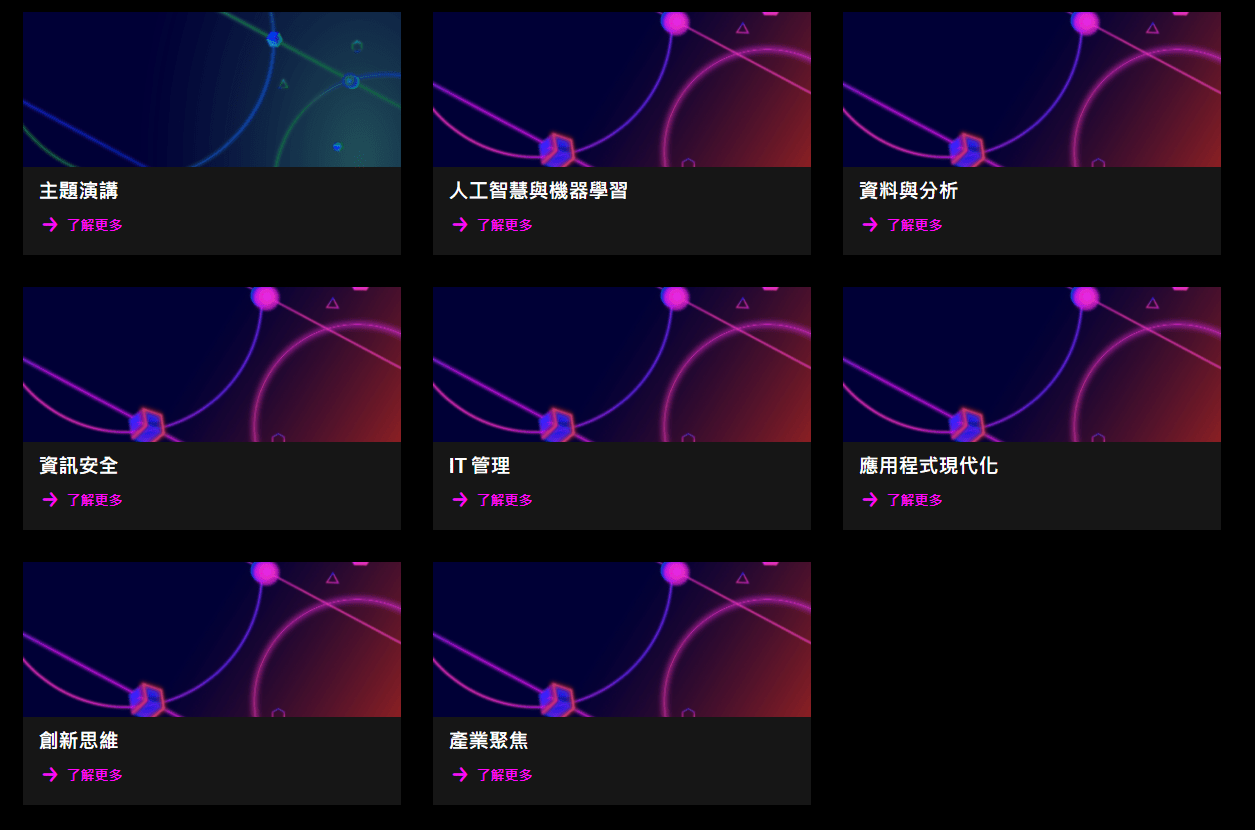 主題演講
了解更多
人工智慧與機器學習
了解更多
資料與分析
了解更多
資訊安全
了解更多
IT 管理
了解更多
應用程式現代化
了解更多
創新思維
了解更多
產業聚焦
了解更多